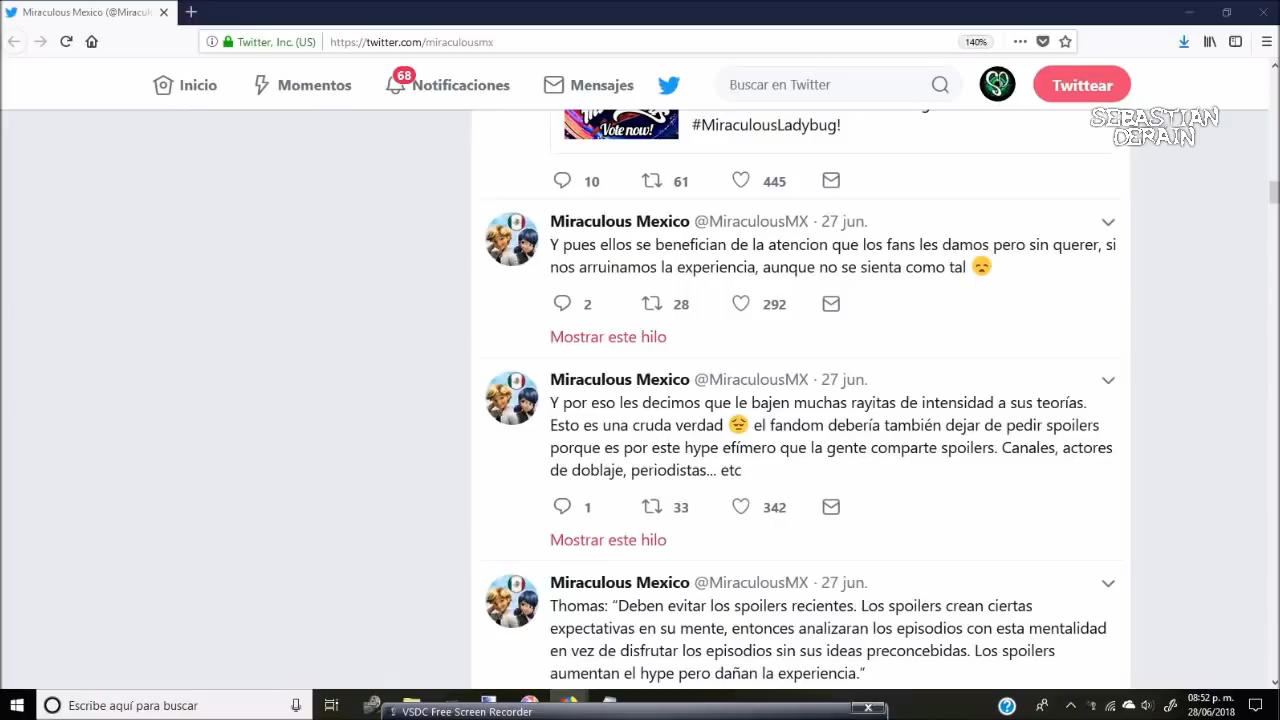 Miraculous Mexico (@Miracul
Twitter, Inc. (US)
https://twitter.com/miraculousmx
140%
Inicio
Momentos
68
Notificaciones
Mensajes
Buscar en Twitter
Twittear
SEBASTIAN
DERAIN
Vote now!
#MiraculousLadybug!
10 61 445
Miraculous Mexico @MiraculousMX · 27 jun.
Y pues ellos se benefician de la atencion que los fans les damos pero sin querer, si
nos arruinamos la experiencia, aunque no se sienta como tal 😞
2 28 292
Mostrar este hilo
Miraculous Mexico @MiraculousMX · 27 jun.
Y por eso les decimos que le bajen muchas rayitas de intensidad a sus teorías.
Esto es una cruda verdad 😔 el fandom debería también dejar de pedir spoilers
porque es por este hype efímero que la gente comparte spoilers. Canales, actores
de doblaje, periodistas... etc
1 33 342
Mostrar este hilo
Miraculous Mexico @MiraculousMX · 27 jun.
Thomas: “Deben evitar los spoilers recientes. Los spoilers crean ciertas
expectativas en su mente, entonces analizaran los episodios con esta mentalidad
en vez de disfrutar los episodios sin sus ideas preconcebidas. Los spoilers
aumentan el hype pero dañan la experiencia.”
Escribe aquí para buscar
VSDC Free Screen Recorder
08:52 p. m.
28/06/2018